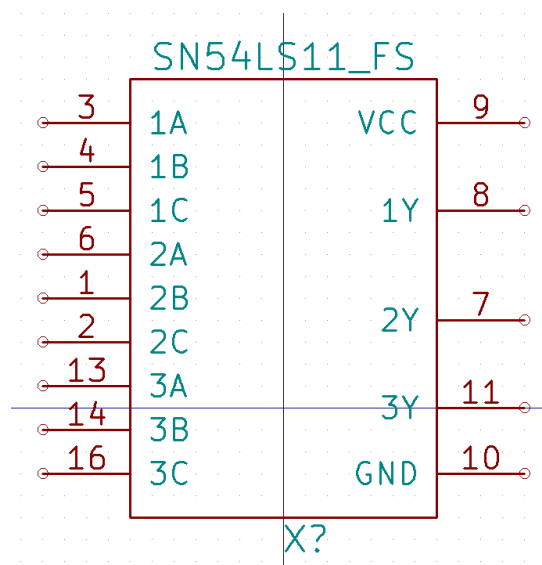 SN54LS11_FS
3 1A VCC 9
4 1B
5 1C 1Y 8
6 2A
1 2B
2Y 7
2 2C
13 3A
3Y 11
14 3B
16 3C GND 10
X?